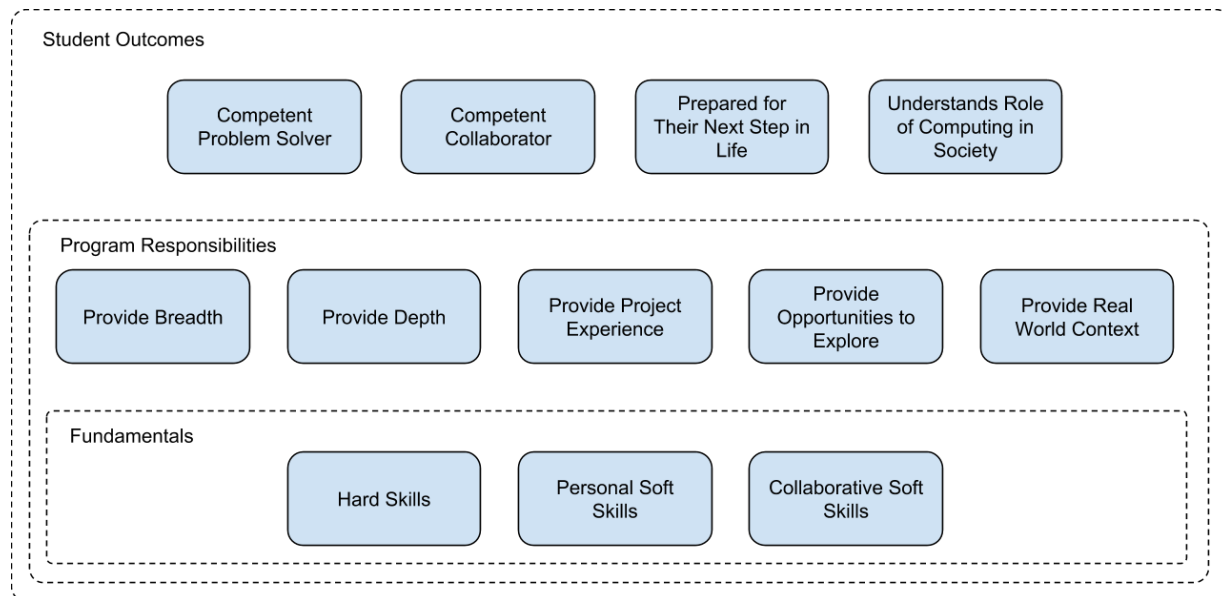 Student Outcomes
Competent
Problem Solver
Competent
Collaborator
Prepared for
Their Next Step in
Life
Understands Role
of Computing in
Society
Program Responsibilities
Provide Breadth
Provide Depth
Provide Project
Experience
Provide
Opportunities to
Explore
Provide Real
World Context
Fundamentals
Hard Skills
Personal Soft
Skills
Collaborative Soft
Skills